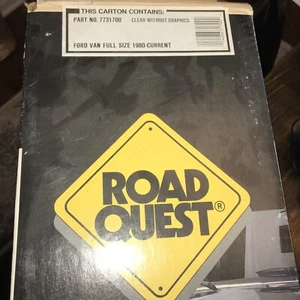 THIS CARTON CONTAINS:
PART NO. 7731700 CLEAR WITHOUT GRAPHICS
FORD VAN FULL SIZE 1980-CURRENT
ROAD
QUEST®